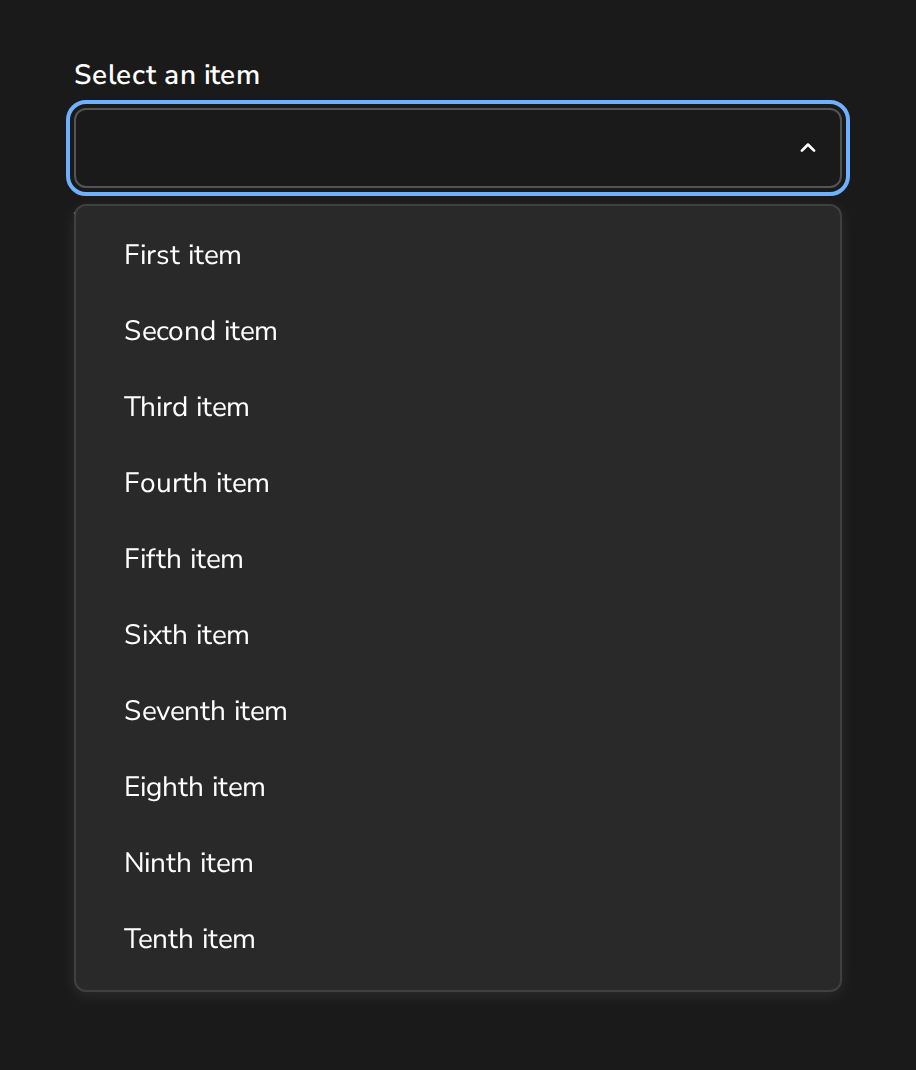 Select an item
First item
Second item
Third item
Fourth item
Fifth item
Sixth item
Seventh item
Eighth item
Ninth item
Tenth item